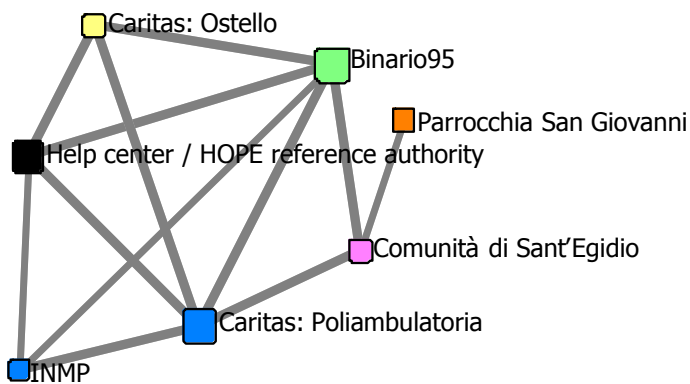 Caritas: Ostello
Binario95
Parrocchia San Giovanni
Help center / HOPE reference authority
Comunità di Sant’Egidio
Caritas: Poliambulatoria
INMP